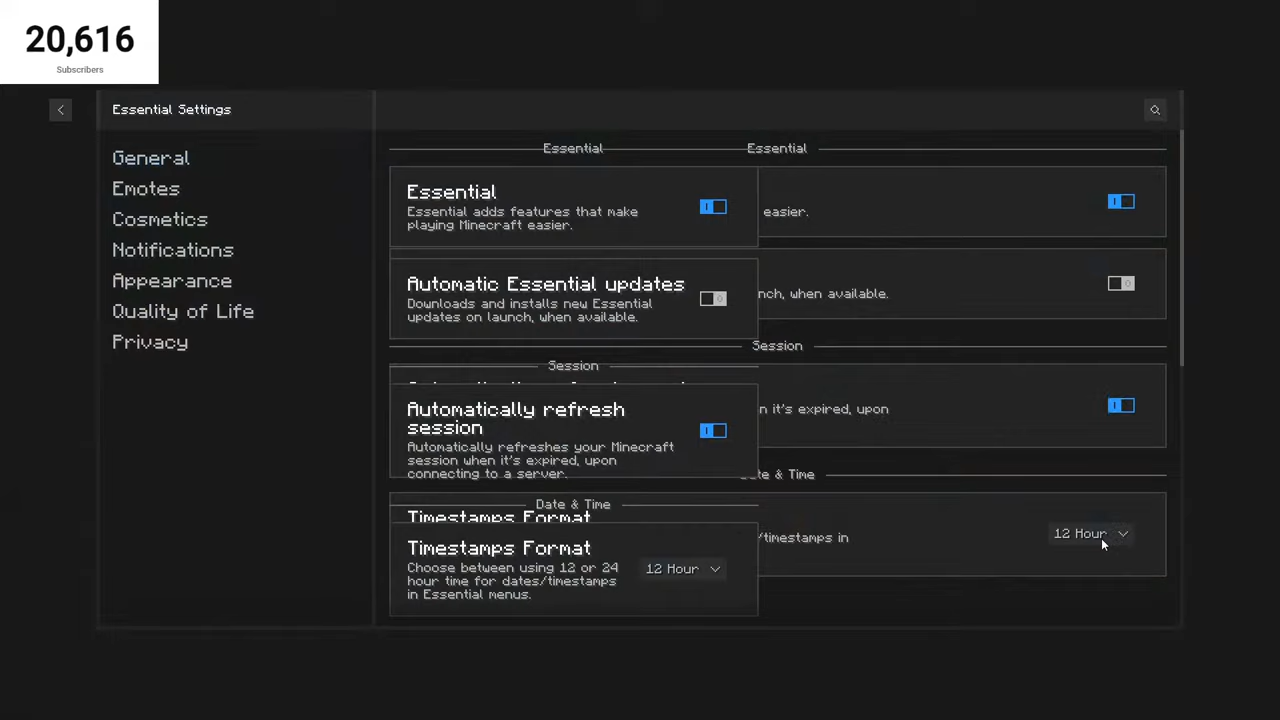 20,616
Subscribers
Essential Settings
General
Emotes
Cosmetics
Notifications
Appearance
Quality of Life
Privacy
Essential
Essential
Essential
Essential adds features that make
playing Minecraft easier.
easier.
Automatic Essential updates
Downloads and installs new Essential
updates on launch, when available.
nch, when available.
Session
Session
Automatically refresh
session
Automatically refreshes your Minecraft
session when it's expired, upon
connecting to a server.
n it's expired, upon
Date & Time
te & Time
Timestamps Format
Timestamps Format
Choose between using 12 or 24
hour time for dates/timestamps
in Essential menus.
12 Hour
/timestamps in
12 Hour